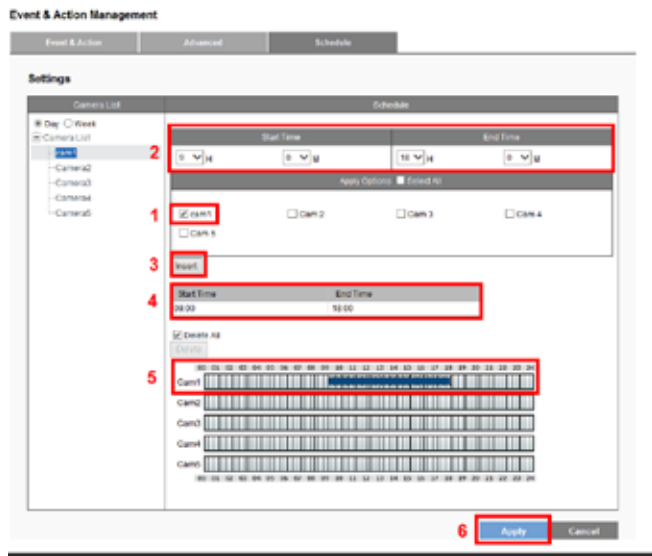 Event & Action Management
Event & Action Advanced Schedule
Settings
Camera List Schedule
Day Week
Camera List
cam1
Camera2
Camera3
Camera4
Camera5
2 Start Time End Time
9 H 0 M 18 H 0 M
Apply Options Select All
1 cam1 Cam 2 Cam 3 Cam 4
Cam 5
3 Insert
4 Start Time End Time
09:00 18:00
Delete All
Delete
00 01 02 03 04 05 06 07 08 09 10 11 12 13 14 15 16 17 18 19 20 21 22 23 24
5 Cam1
Cam2
Cam3
Cam4
Cam5
00 01 02 03 04 05 06 07 08 09 10 11 12 13 14 15 16 17 18 19 20 21 22 23 24
6 Apply Cancel